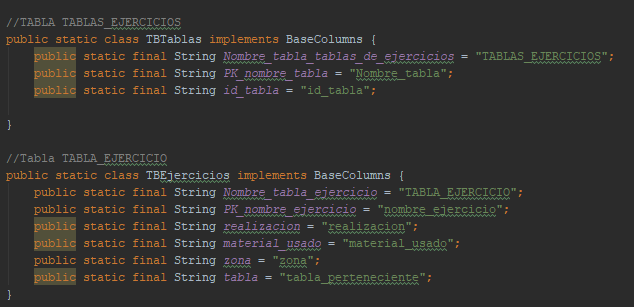 //TABLA TABLAS_EJERCICIOS
public static class TBTablas implements BaseColumns {
public static final String Nombre_tabla_tablas_de_ejercicios = "TABLAS_EJERCICIOS";
public static final String PK_nombre_tabla = "Nombre_tabla";
public static final String id_tabla = "id_tabla";
}
//Tabla TABLA_EJERCICIO
public static class TBEjercicios implements BaseColumns {
public static final String Nombre_tabla_ejercicio = "TABLA_EJERCICIO";
public static final String PK_nombre_ejercicio = "nombre_ejercicio";
public static final String realizacion = "realizacion";
public static final String material_usado = "material_usado";
public static final String zona = "zona";
public static final String tabla = "tabla_perteneciente";
}